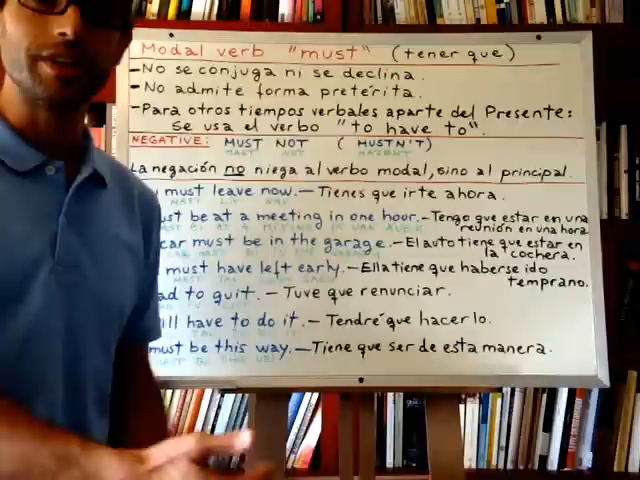 Modal verb "must" (tener que)
-No se conjuga ni se declina.
-No admite forma pretérita.
-Para otros tiempos verbales aparte del Presente:
se usa el verbo "to have to".
NEGATIVE: MUST NOT (MUSTN'T)
La negación no niega al verbo modal, sino al principal.
must leave now.-Tienes que irte ahora.
be at a meeting in one hour.-Tengo que estar en una
reunión en una hora
car must be in the garage.-El auto tiene que estar en
la cochera.
must have left early.-Ella tiene que haberse ido
temprano.
to quit.-Tuve que renunciar.
have to do it.-Tendré que hacerlo.
must be this way.-Tiene que ser de esta manera.